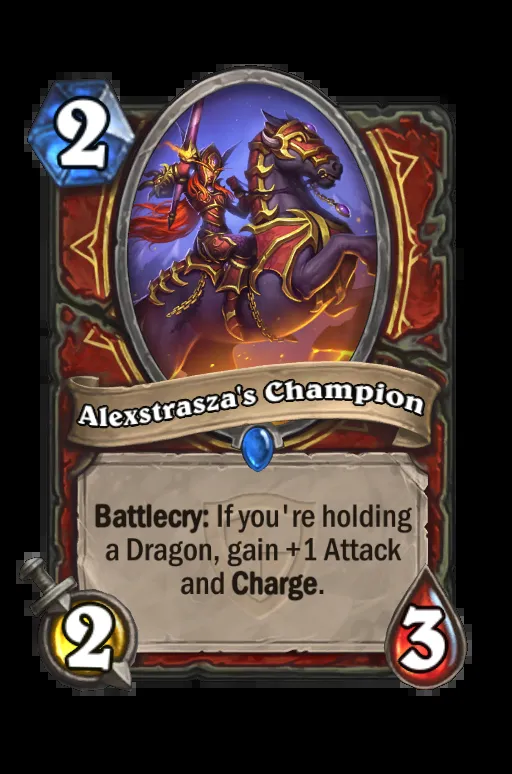 2
Alexstrasza's Champion
Battlecry: If you're holding
a Dragon, gain +1 Attack
and Charge.
2
3